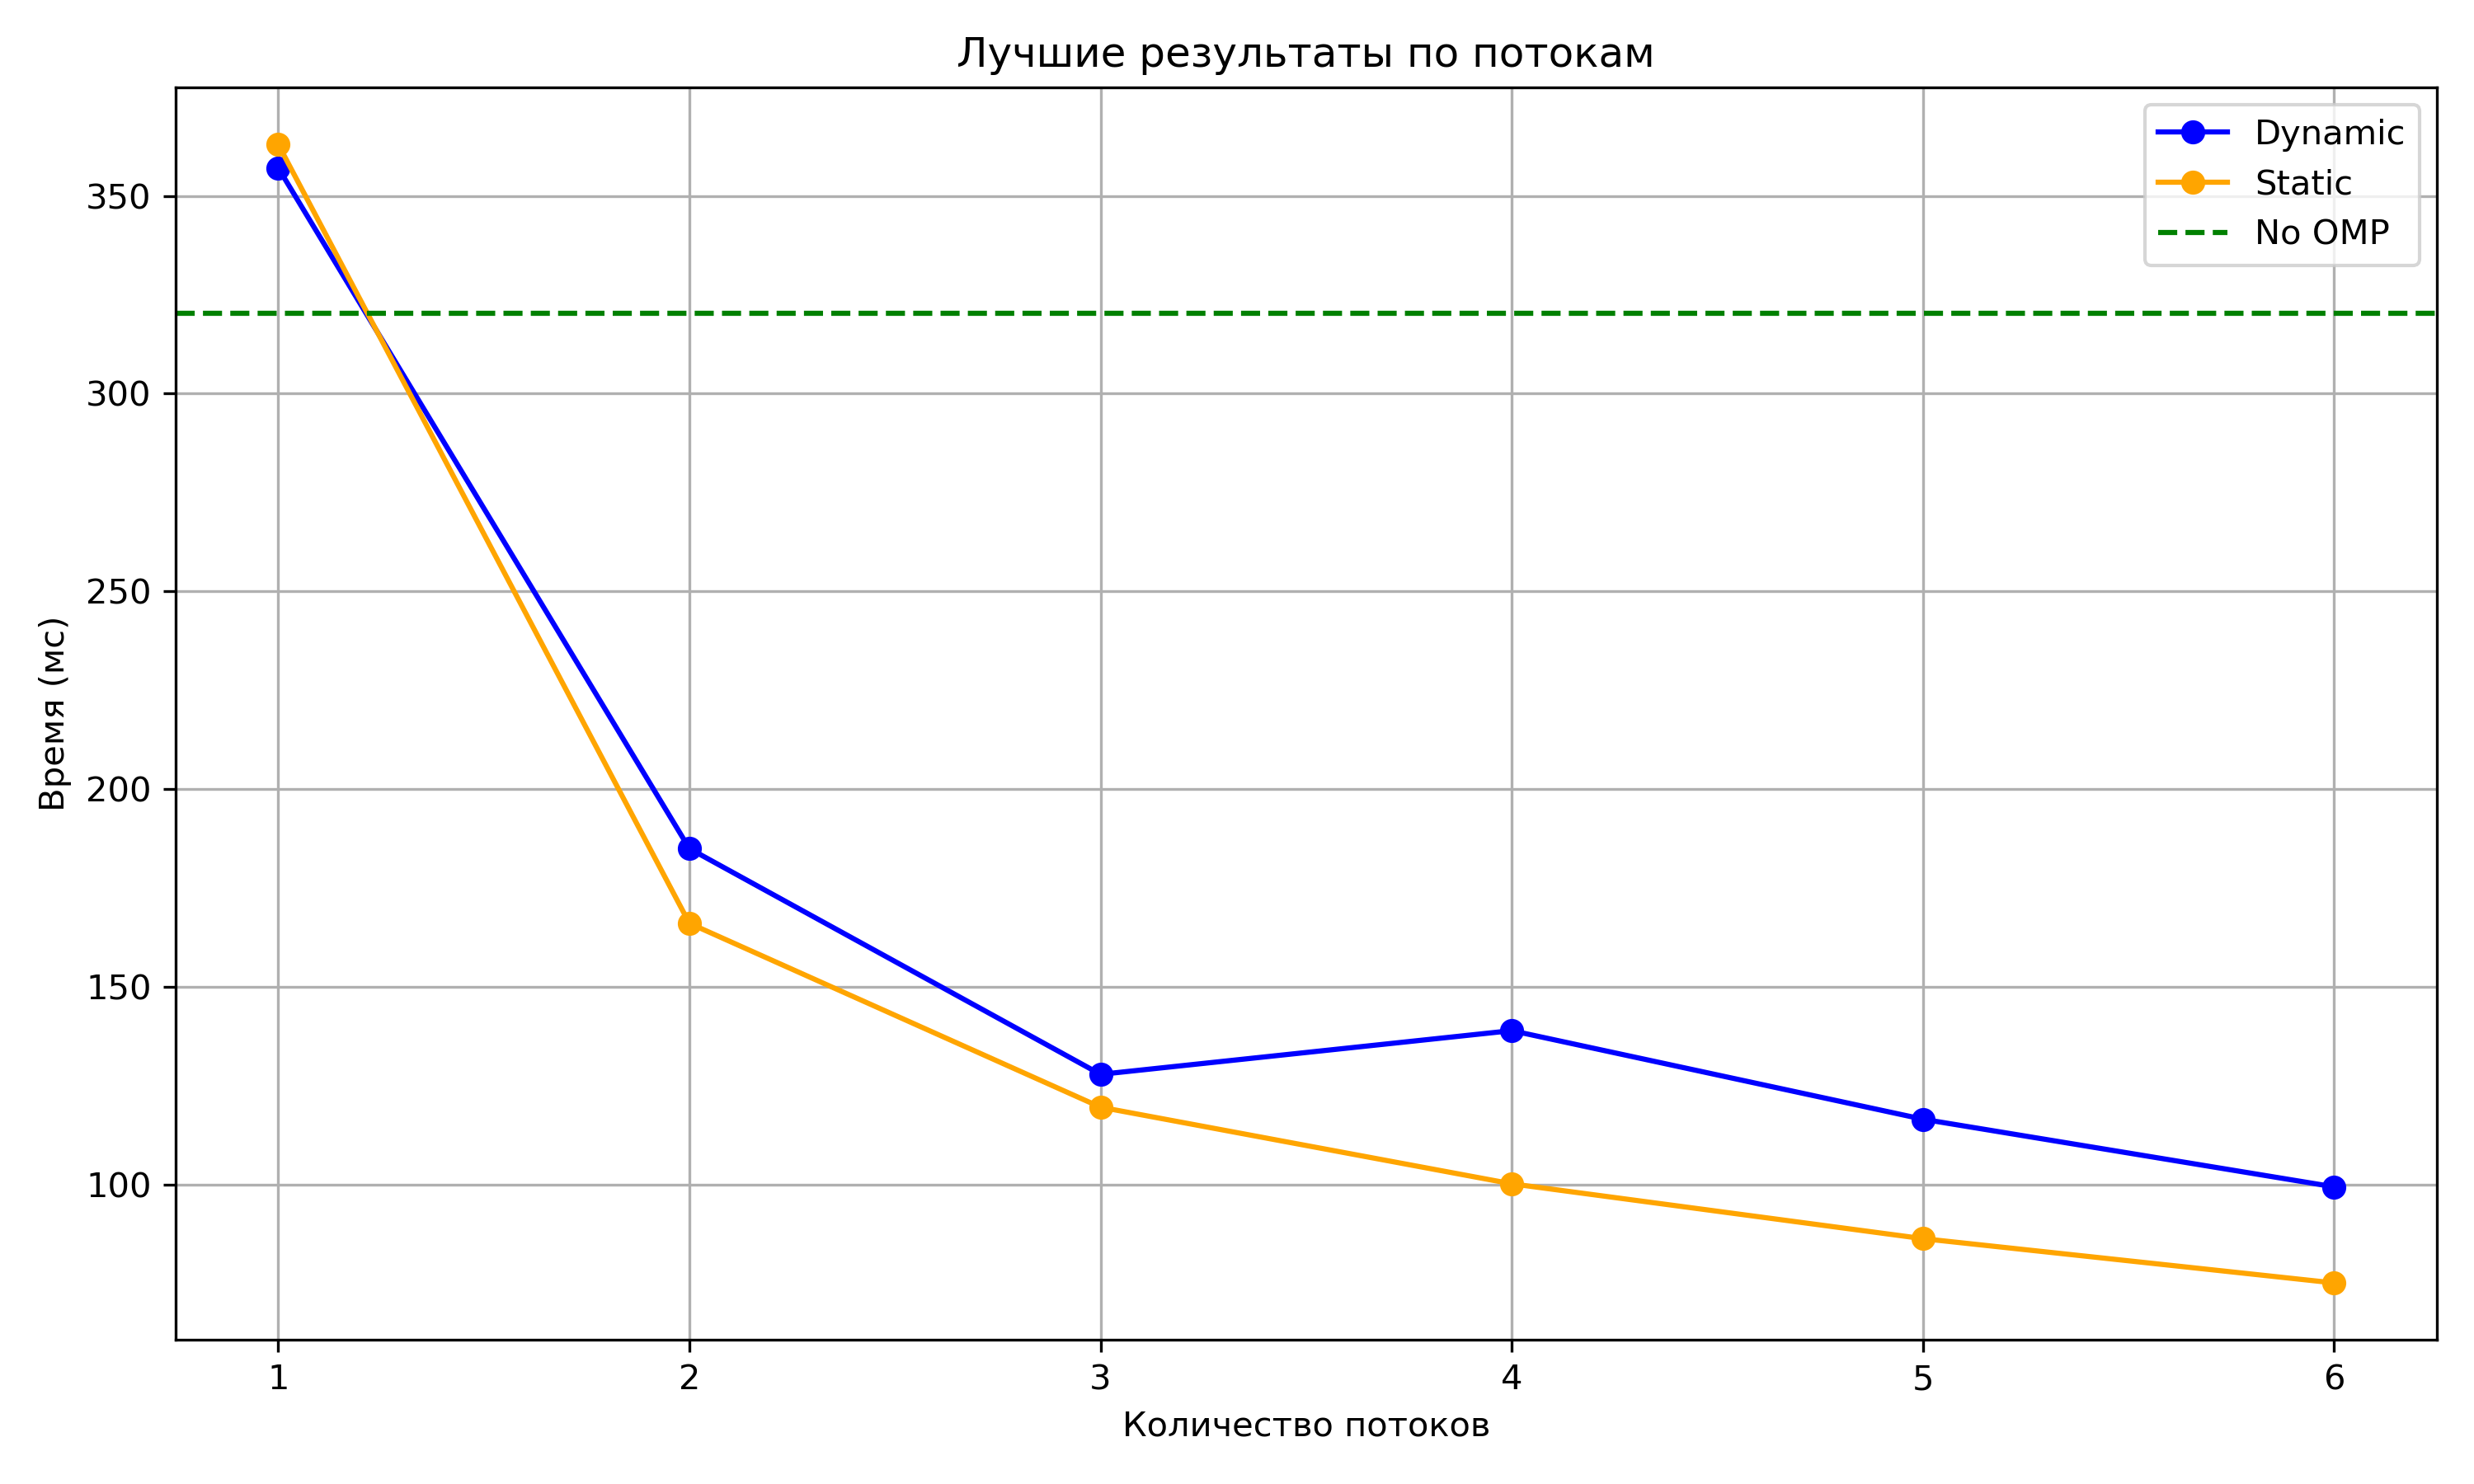 Лучшие результаты по потокам
Dynamic
Static
No OMP
Время (мс)
350
300
250
200
150
100
1 2 3 4 5 6
Количество потоков